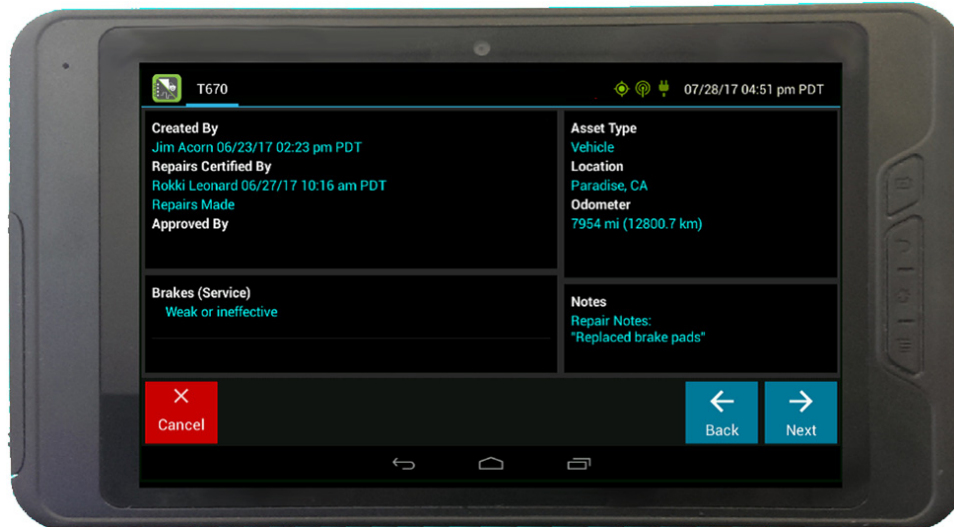 T670
07/28/17 04:51 pm PDT
Created By
Jim Acorn 06/23/17 02:23 pm PDT
Repairs Certified By
Rokki Leonard 06/27/17 10:16 am PDT
Repairs Made
Approved By
Asset Type
Vehicle
Location
Paradise, CA
Odometer
7954 mi (12800.7 km)
Brakes (Service)
Weak or ineffective
Notes
Repair Notes:
"Replaced brake pads"
Cancel
Back
Next